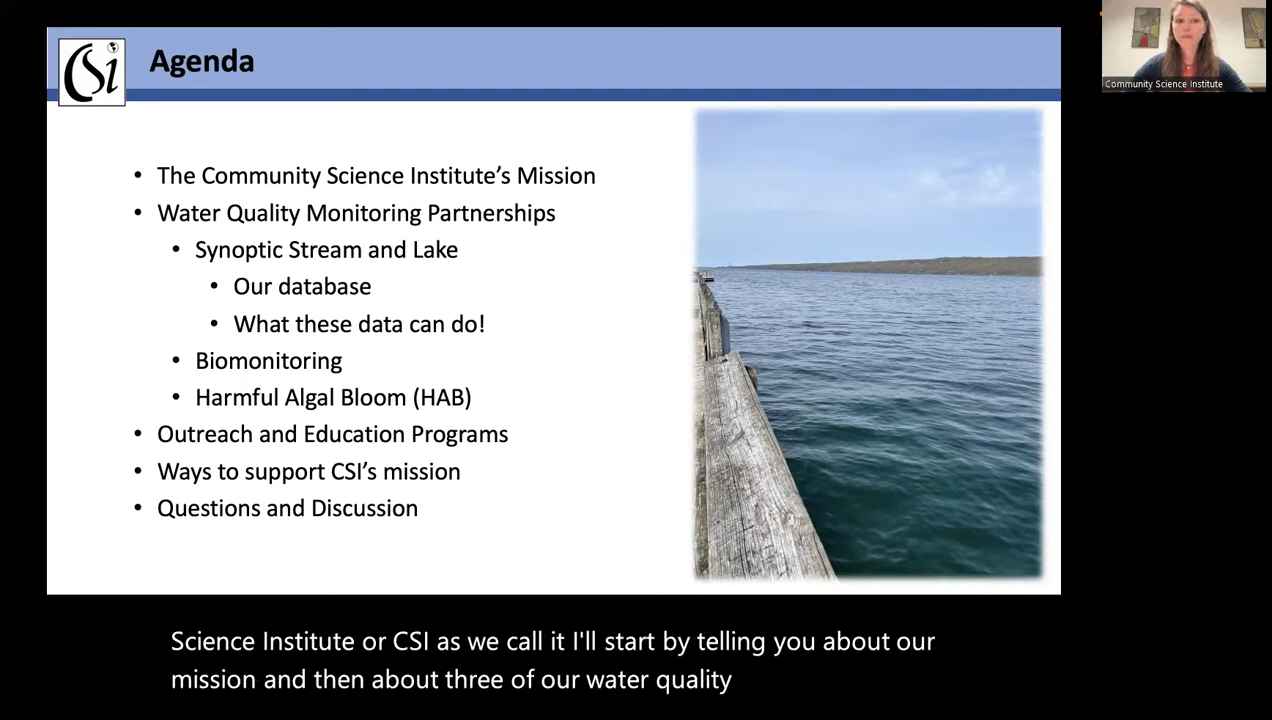 CSi
Agenda
Community Science Institute
• The Community Science Institute's Mission
• Water Quality Monitoring Partnerships
• Synoptic Stream and Lake
• Our database
• What these data can do!
• Biomonitoring
• Harmful Algal Bloom (HAB)
• Outreach and Education Programs
• Ways to support CSI's mission
• Questions and Discussion
Science Institute or CSI as we call it I'll start by telling you about our
mission and then about three of our water quality